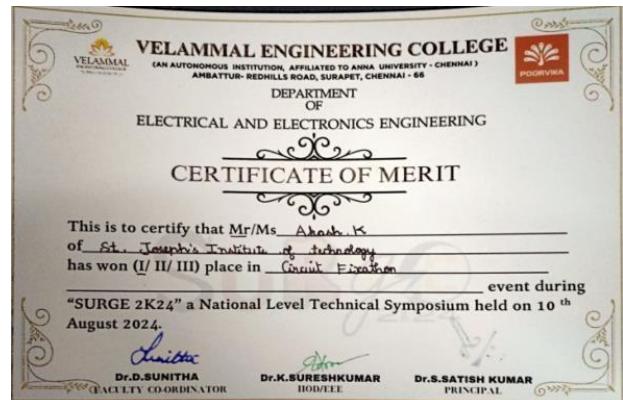 VELAMMAL ENGINEERING COLLEGE
VELAMMAL
(AN AUTONOMOUS INSTITUTION, AFFILIATED TO ANNA UNIVERSITY - CHENNAI )
AMBATTUR- REDHILLS ROAD, SURAPET, CHENNAI - 66
POORVIKA
DEPARTMENT
OF
ELECTRICAL AND ELECTRONICS ENGINEERING
CERTIFICATE OF MERIT
This is to certify that Mr/Ms Akash.K
of St. Joseph's Institute of technology
has won (I/ II/ III) place in Circuit Fixathon
event during
"SURGE 2K24" a National Level Technical Symposium held on 10 th
August 2024.
Dr.D.SUNITHA Dr.K.SURESHKUMAR Dr.S.SATISH KUMAR
FACULTY CO-ORDINATOR HOD/EEE PRINCIPAL